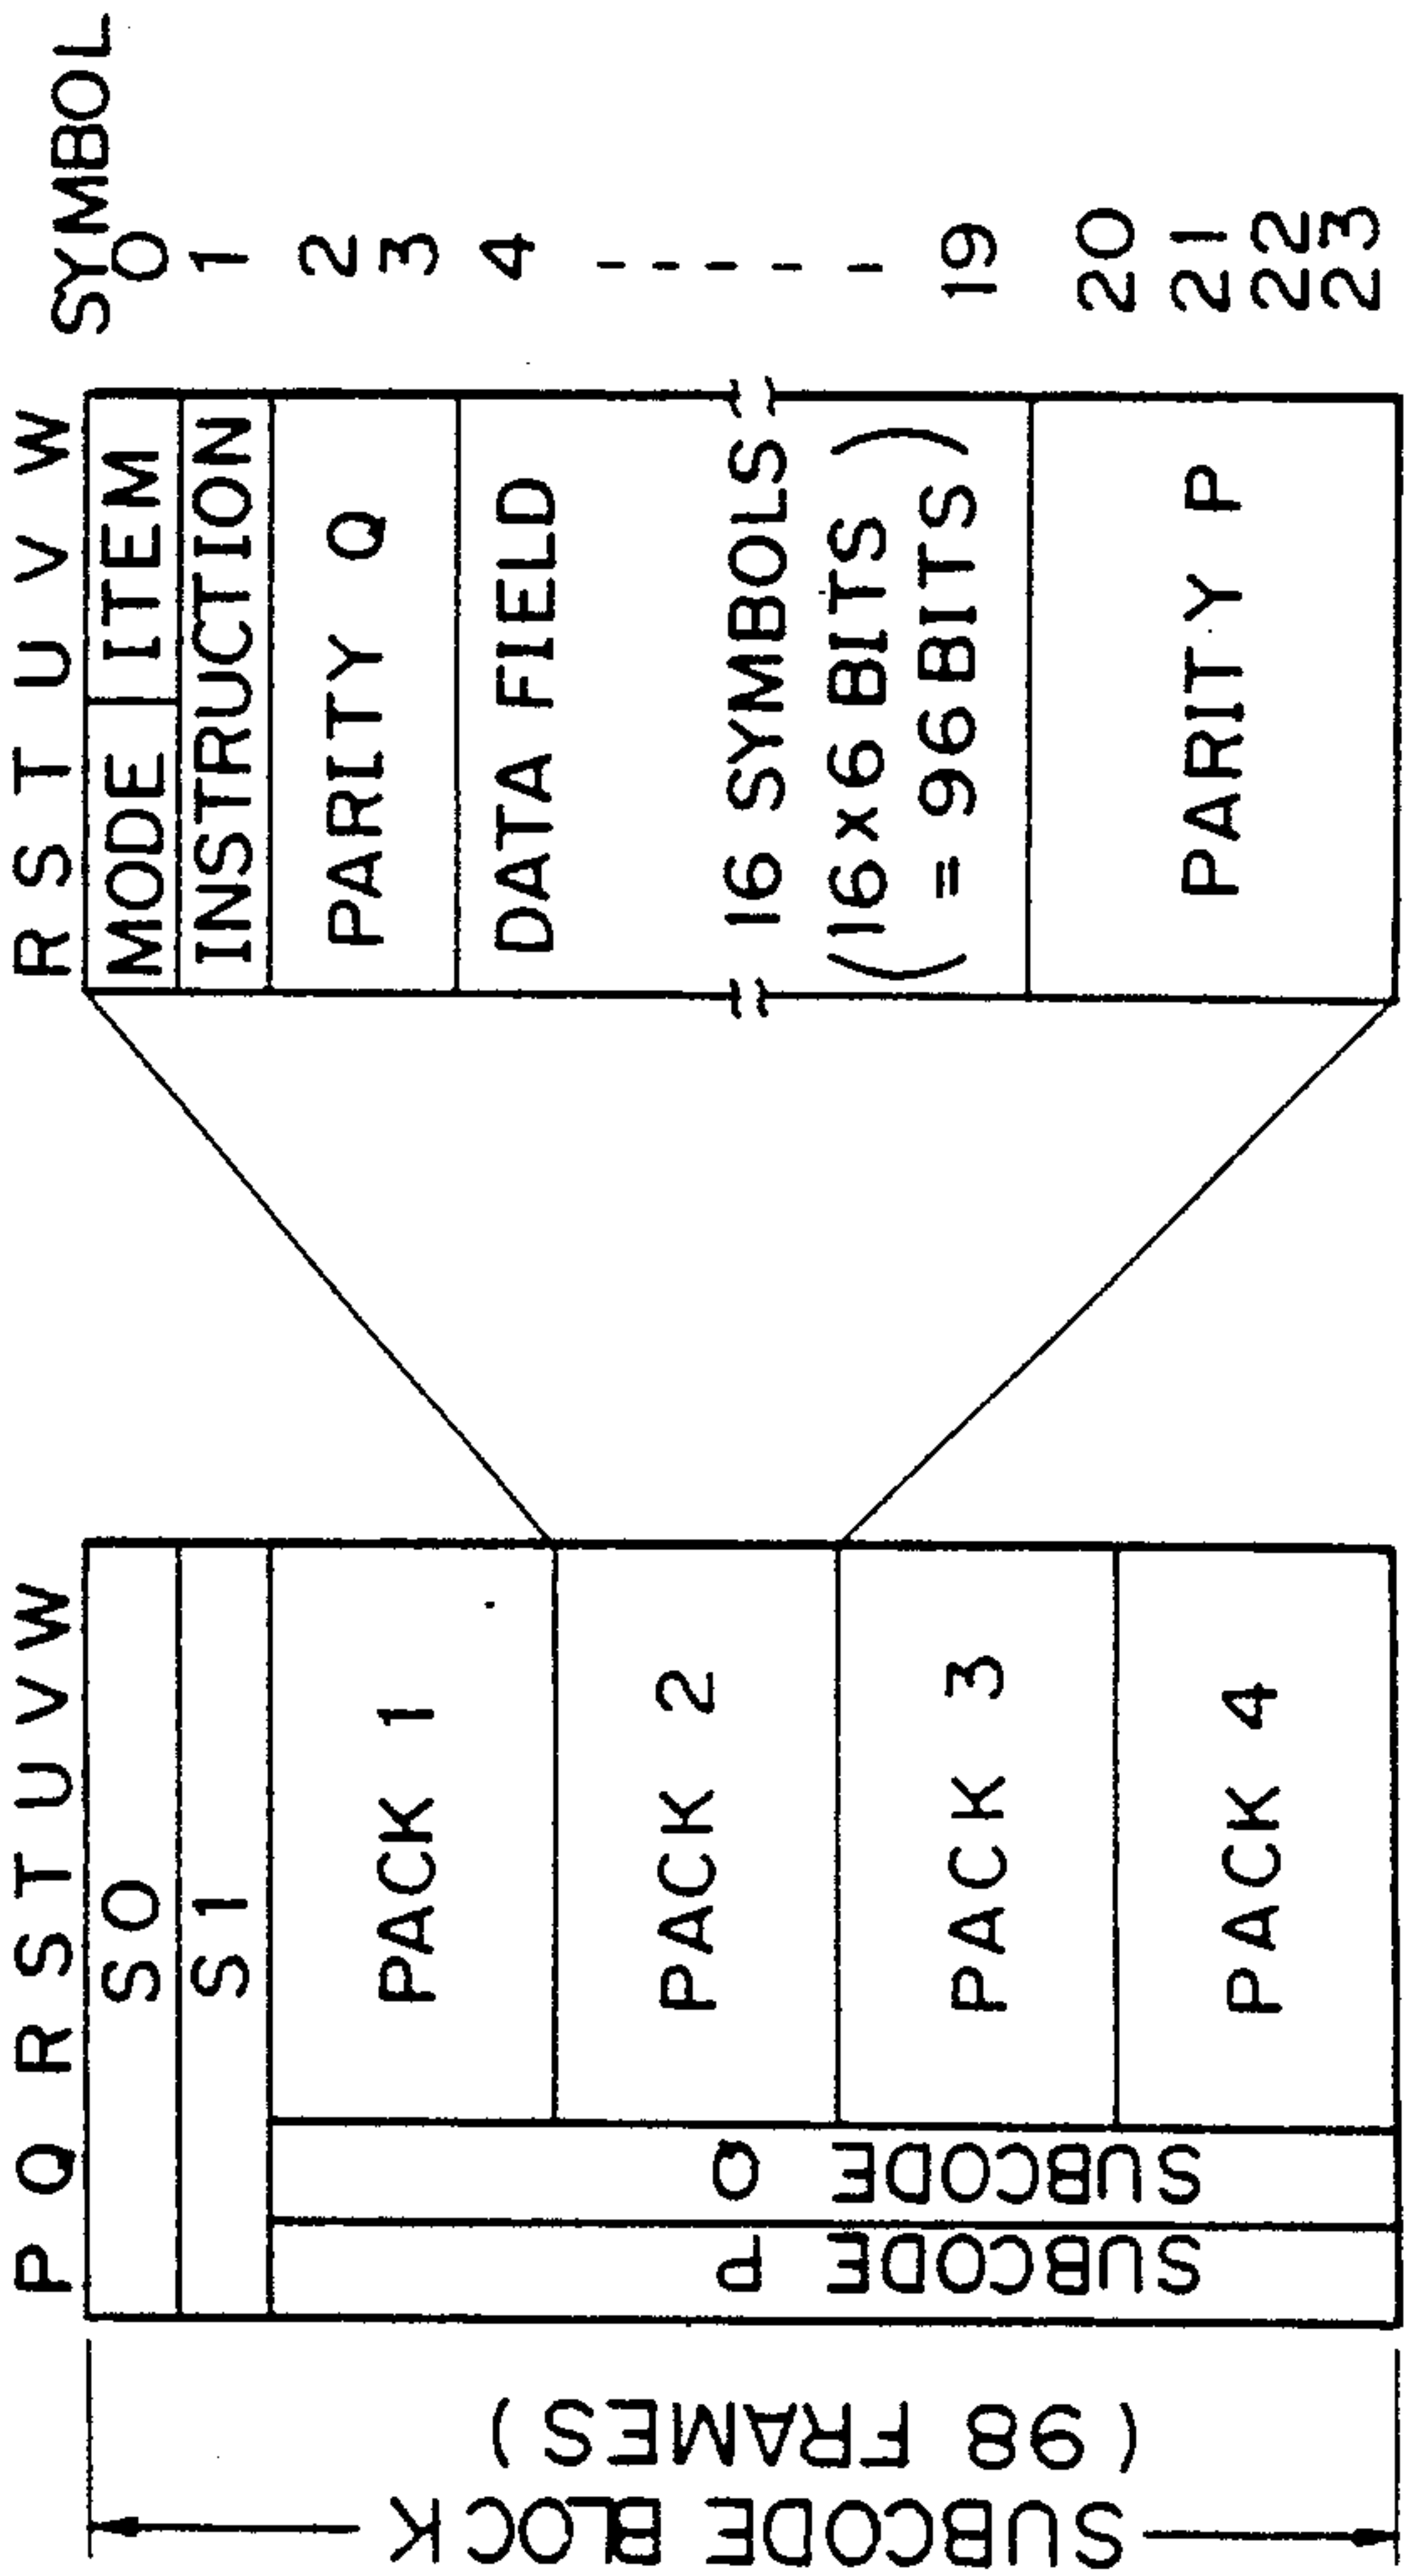 P Q R S T U V W
S0
S1
SUBCODE BLOCK
(98 FRAMES)
SUBCODE P
SUBCODE Q
PACK 1
PACK 2
PACK 3
PACK 4
R S T U V W
SYMBOL
MODE ITEM 0
INSTRUCTION 1
PARITY Q 2
3
DATA FIELD 4
16 SYMBOLS
(16×6 BITS
= 96 BITS)
19
PARITY P
20
21
22
23